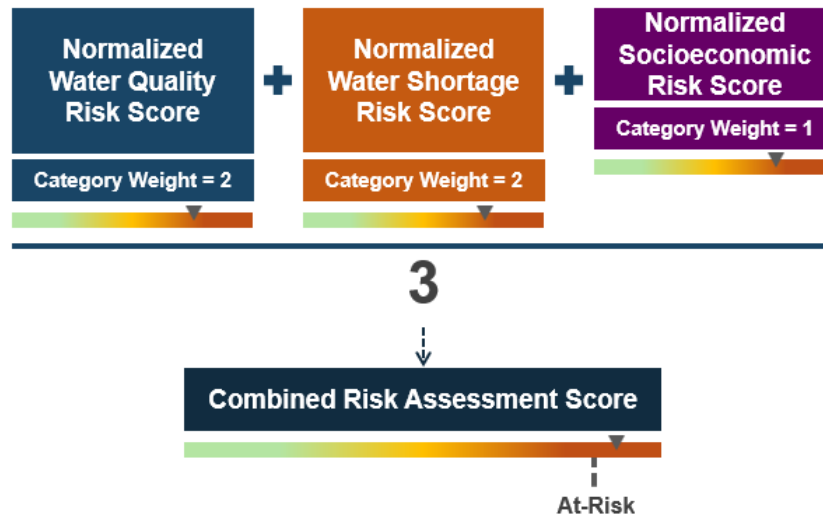 Normalized
Water Quality
Risk Score
+
Normalized
Water Shortage
Risk Score
+
Normalized
Socioeconomic
Risk Score
Category Weight = 2
Category Weight = 2
Category Weight = 1
3
Combined Risk Assessment Score
At-Risk